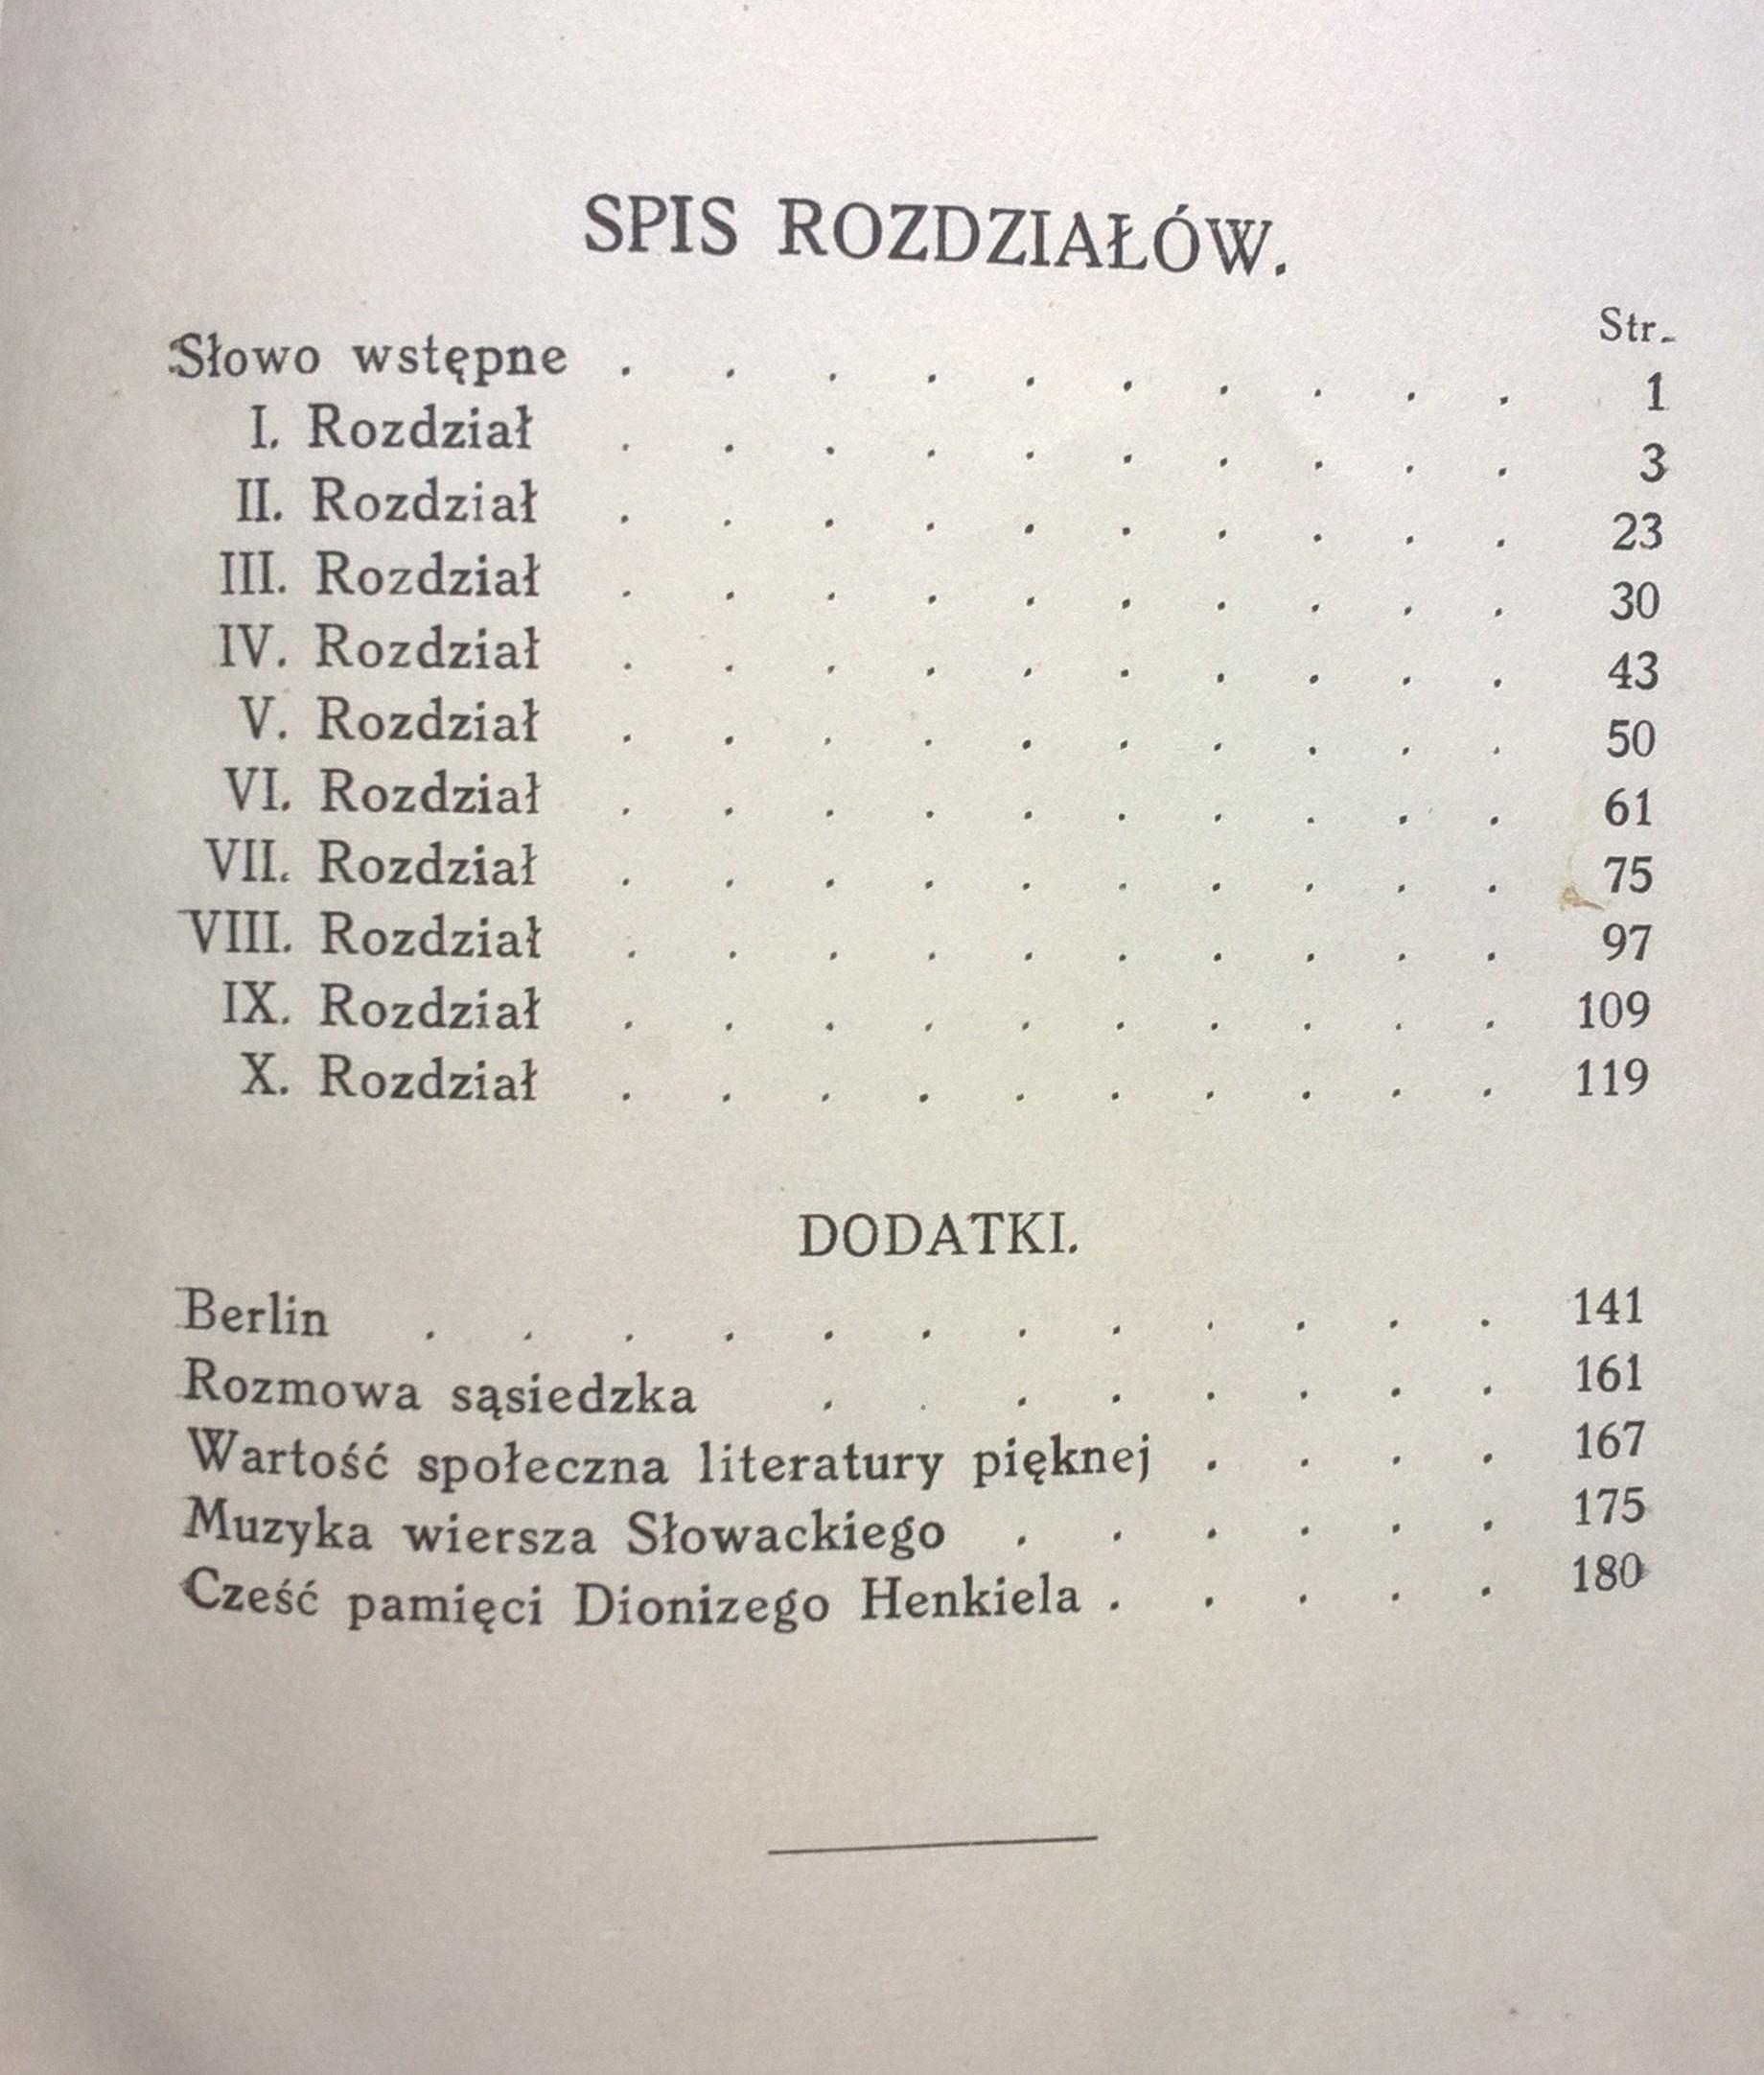 SPIS ROZDZIAŁÓW.
Str.
Słowo wstępne . . . . . . . . . . 1
I. Rozdział . . . . . . . . . . 3
II. Rozdział . . . . . . . . . . 23
III. Rozdział . . . . . . . . . . 30
IV. Rozdział . . . . . . . . . . 43
V. Rozdział . . . . . . . . . . 50
VI. Rozdział . . . . . . . . . . 61
VII. Rozdział . . . . . . . . . . 75
VIII. Rozdział . . . . . . . . . . 97
IX. Rozdział . . . . . . . . . . 109
X. Rozdział . . . . . . . . . . 119
DODATKI.
Berlin . . . . . . . . . . . . 141
Rozmowa sąsiedzka . . . . . . . . 161
Wartość społeczna literatury pięknej . . . . 167
Muzyka wiersza Słowackiego . . . . . . 175
Cześć pamięci Dionizego Henkiela . . . . . 180